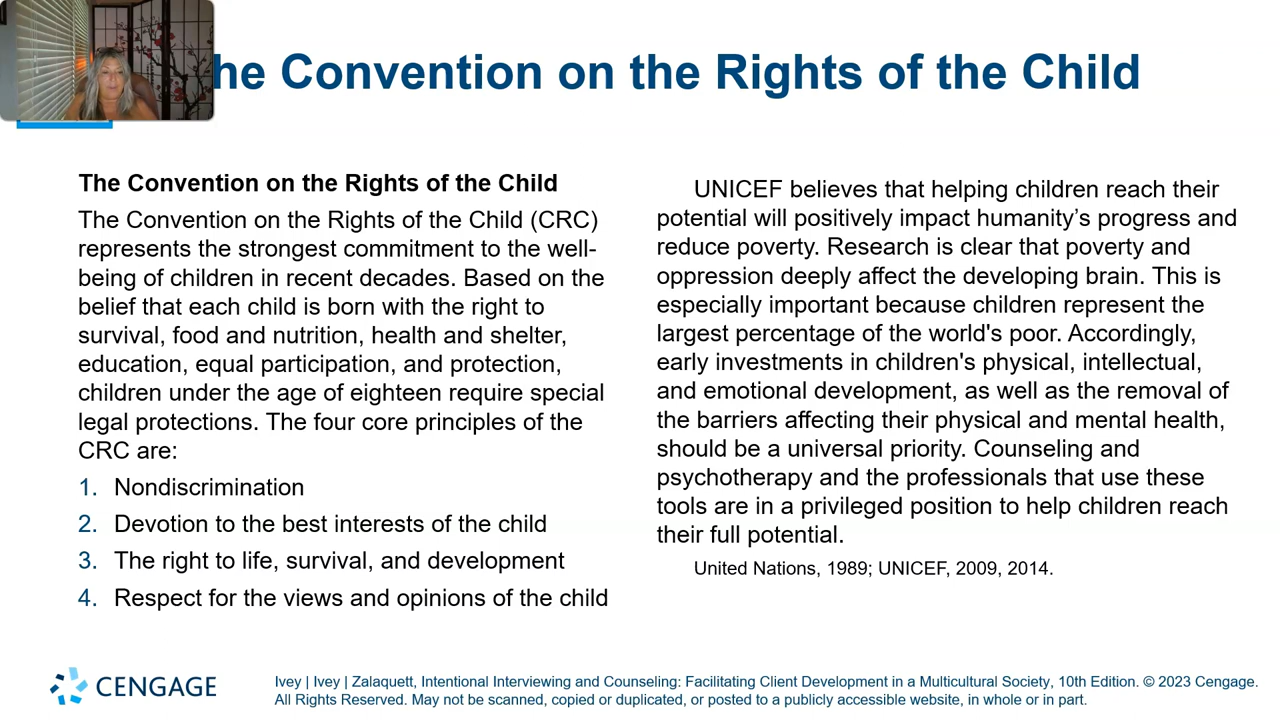 he Convention on the Rights of the Child
The Convention on the Rights of the Child
The Convention on the Rights of the Child (CRC)
represents the strongest commitment to the well-
being of children in recent decades. Based on the
belief that each child is born with the right to
survival, food and nutrition, health and shelter,
education, equal participation, and protection,
children under the age of eighteen require special
legal protections. The four core principles of the
CRC are:
1. Nondiscrimination
2. Devotion to the best interests of the child
3. The right to life, survival, and development
4. Respect for the views and opinions of the child
UNICEF believes that helping children reach their
potential will positively impact humanity’s progress and
reduce poverty. Research is clear that poverty and
oppression deeply affect the developing brain. This is
especially important because children represent the
largest percentage of the world's poor. Accordingly,
early investments in children's physical, intellectual,
and emotional development, as well as the removal of
the barriers affecting their physical and mental health,
should be a universal priority. Counseling and
psychotherapy and the professionals that use these
tools are in a privileged position to help children reach
their full potential.
United Nations, 1989; UNICEF, 2009, 2014.
CENGAGE
Ivey | Ivey | Zalaquett, Intentional Interviewing and Counseling: Facilitating Client Development in a Multicultural Society, 10th Edition. © 2023 Cengage.
All Rights Reserved. May not be scanned, copied or duplicated, or posted to a publicly accessible website, in whole or in part.